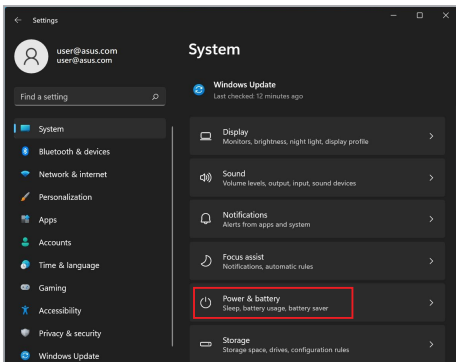 Settings
user@asus.com
user@asus.com
Find a setting
System
Bluetooth & devices
Network & internet
Personalization
Apps
Accounts
Time & language
Gaming
Accessibility
Privacy & security
Windows Update
System
Windows Update
Last checked: 12 minutes ago
Display
Monitors, brightness, night light, display profile
Sound
Volume levels, output, input, sound devices
Notifications
Alerts from apps and system
Focus assist
Notifications, automatic rules
Power & battery
Sleep, battery usage, battery saver
Storage
Storage space, drives, configuration rules